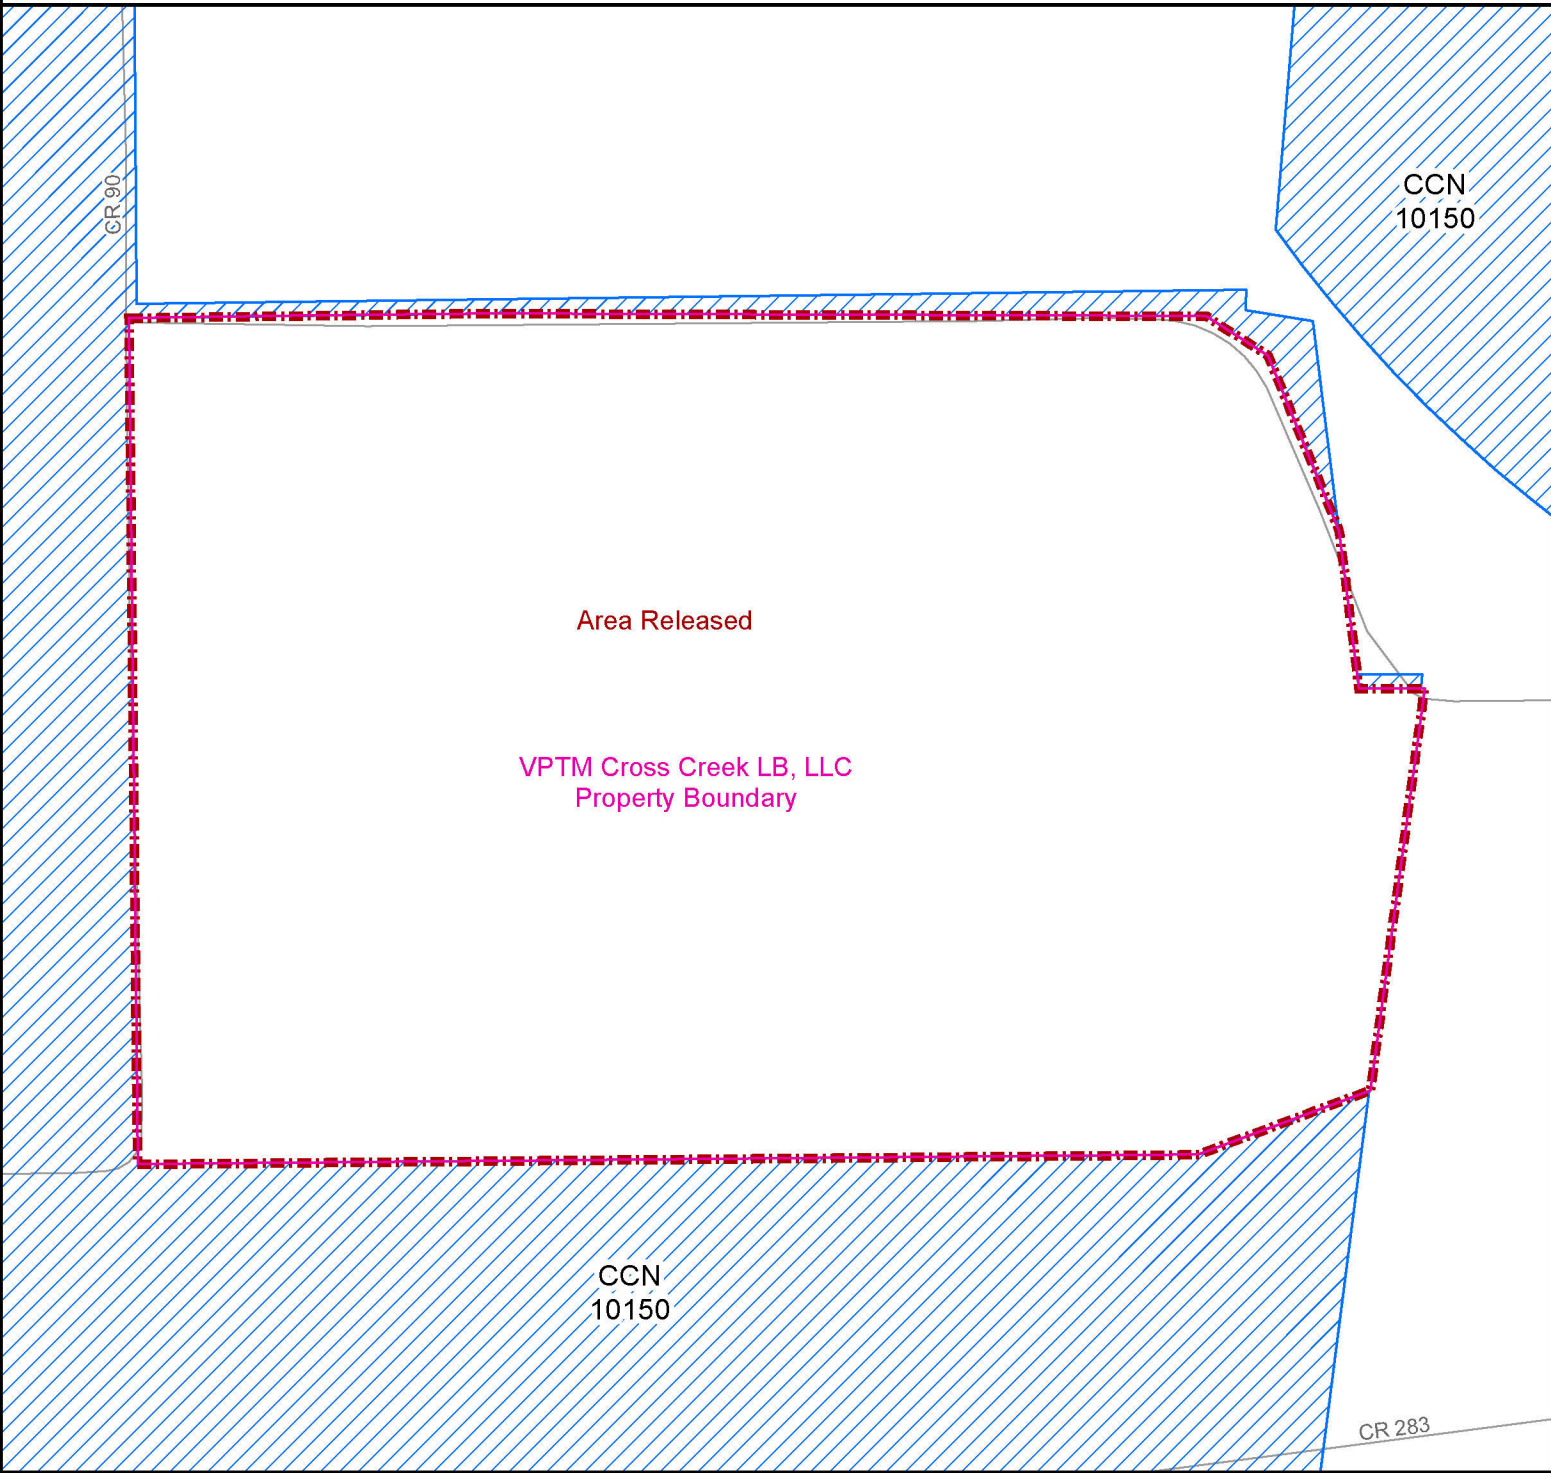 CCN
10150
CR 90
Area Released
VPTM Cross Creek LB, LLC
Property Boundary
CCN
10150
CR 283